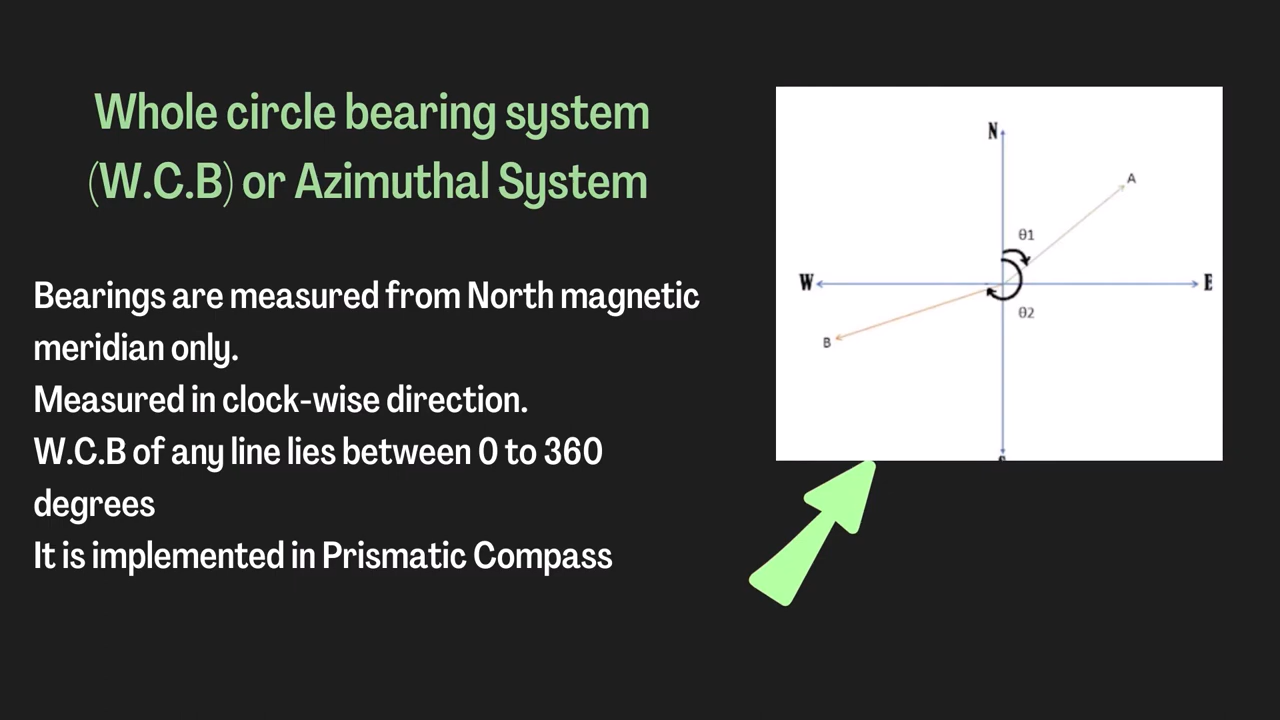 Whole circle bearing system
(W.C.B) or Azimuthal System
Bearings are measured from North magnetic
meridian only.
Measured in clock-wise direction.
W.C.B of any line lies between 0 to 360
degrees
It is implemented in Prismatic Compass
N
A
θ1
W
E
θ2
B